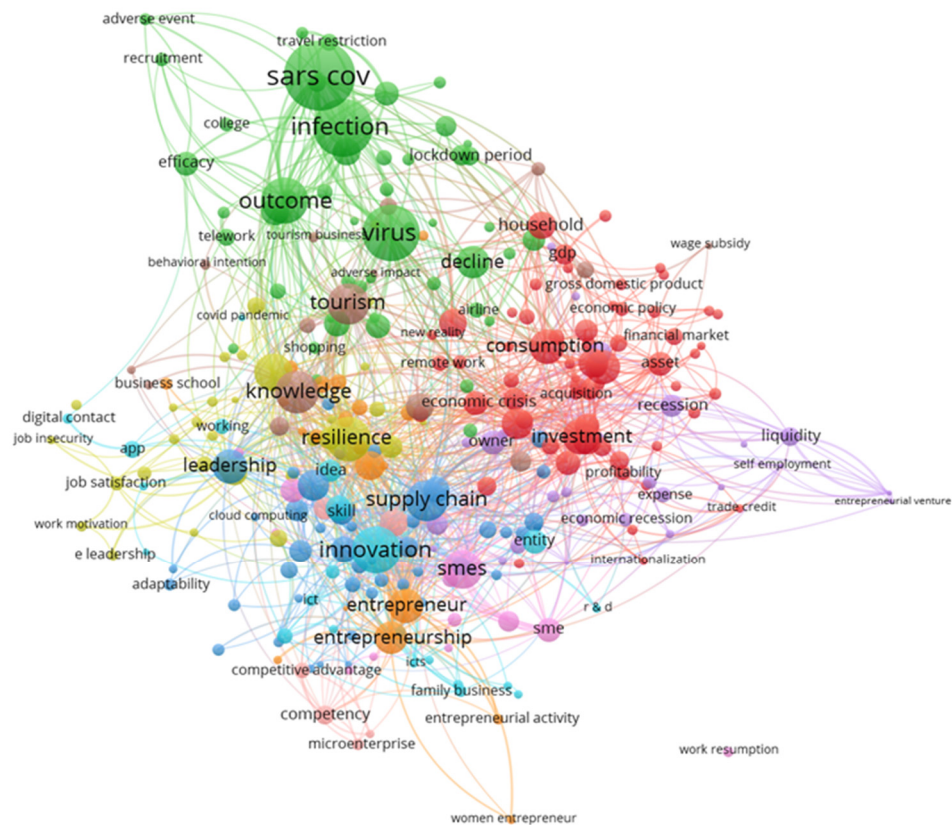 adverse event
travel restriction
recruitment
sars cov
college
infection
lockdown period
efficacy
outcome
household
telework
tourism business
virus
wage subsidy
gdp
behavioral intention
adverse impact
decline
gross domestic product
tourism
airline
economic policy
covid pandemic
new reality
financial market
shopping
consumption
remote work
asset
business school
knowledge
acquisition
economic crisis
recession
digital contact
working
job insecurity
resilience
owner
investment
liquidity
app
leadership
idea
self employment
profitability
job satisfaction
supply chain
expense
entrepreneurial venture
trade credit
skill
cloud computing
economic recession
work motivation
entity
innovation
e leadership
smes
internationalization
adaptability
ict
entrepreneur
r & d
entrepreneurship
sme
icts
competitive advantage
family business
competency
entrepreneurial activity
microenterprise
work resumption
women entrepreneur